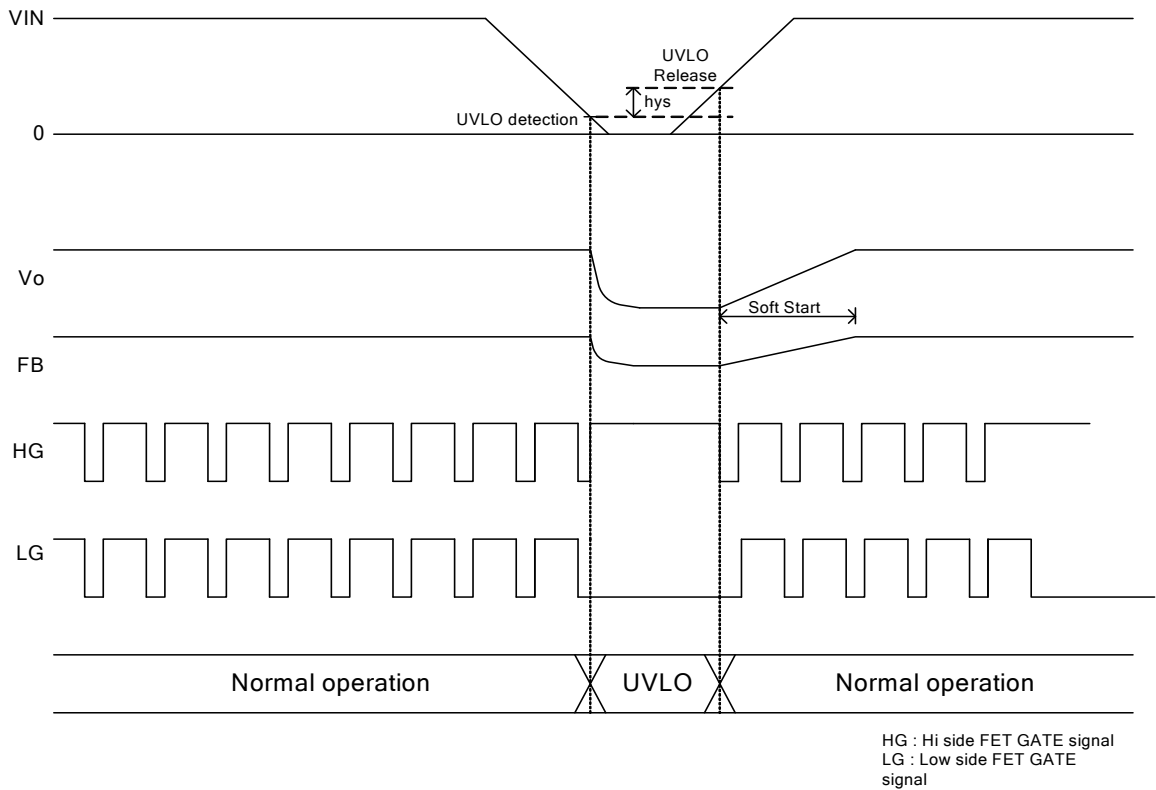 VIN
UVLO
Release
hys
UVLO detection
0
Vo
Soft Start
FB
HG
LG
Normal operation
UVLO
Normal operation
HG : Hi side FET GATE signal
LG : Low side FET GATE
signal